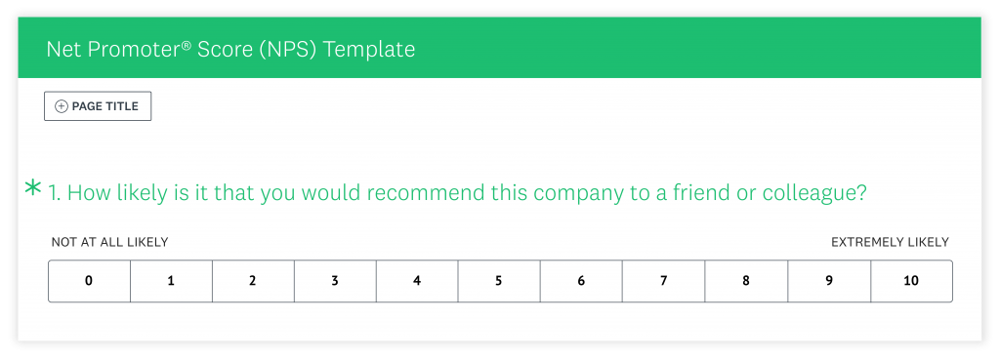 Net Promoter® Score (NPS) Template
PAGE TITLE
* 1. How likely is it that you would recommend this company to a friend or colleague?
NOT AT ALL LIKELY EXTREMELY LIKELY
0 1 2 3 4 5 6 7 8 9 10